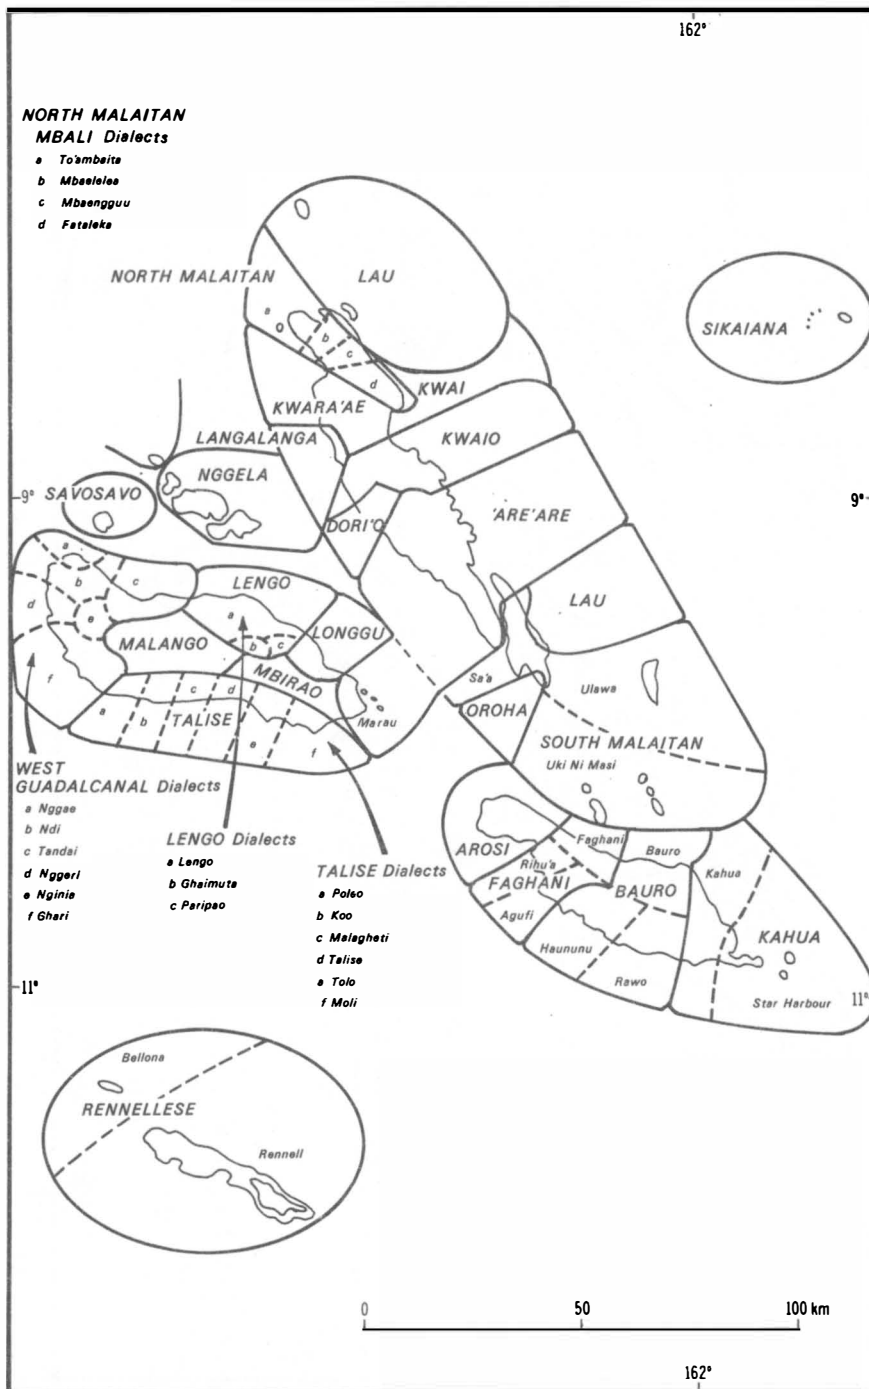 162°
NORTH MALAITAN
MBALI Dialects
a To'ambaita
b Mbaelelea
c Mbaengguu
d Fataleka
NORTH MALAITAN
LAU
SIKAIANA
a
b
c
d
KWAI
KWARA'AE
LANGALANGA
KWAIO
NGGELA
SAVOSAVO
9°
9°
'ARE'ARE
DORI'O
a
b
c
d
e
f
LENGO
a
b
c
LONGGU
LAU
MALANGO
MBIRAO
Sa'a
Ulawa
Marau
OROHA
a
b
c
d
e
f
TALISE
SOUTH MALAITAN
Uki Ni Masi
WEST
GUADALCANAL Dialects
a Nggae
b Ndi
c Tandai
d Nggeri
e Nginia
f Ghari
LENGO Dialects
a Lengo
b Ghaimuta
c Paripao
TALISE Dialects
a Poleo
b Koo
c Malagheti
d Talise
e Tolo
f Moli
AROSI
Faghani
Bauro
Rihu'a
Kahua
FAGHANI
BAURO
Agufi
KAHUA
Haununu
Rawo
Star Harbour
11°
11°
Bellona
RENNELLESE
Rennell
0
50
100 km
162°